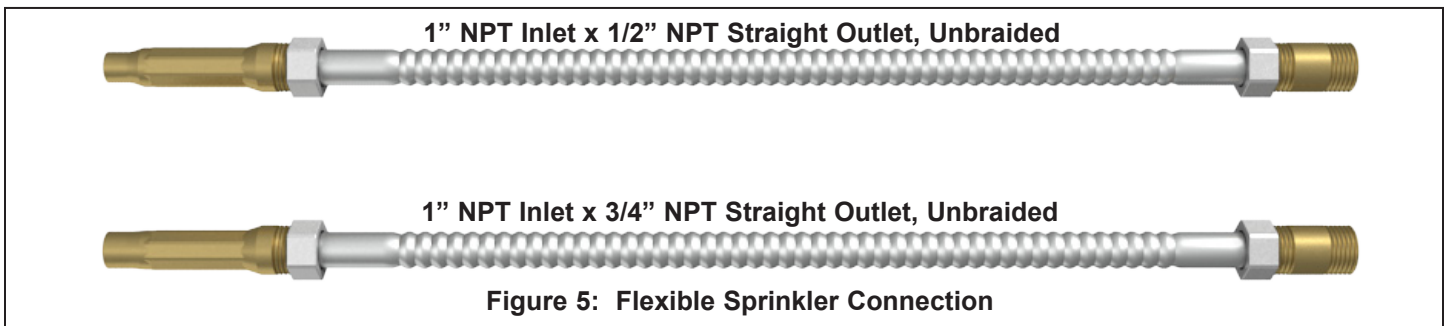 1” NPT Inlet x 1/2” NPT Straight Outlet, Unbraided
1” NPT Inlet x 3/4” NPT Straight Outlet, Unbraided
Figure 5:  Flexible Sprinkler Connection